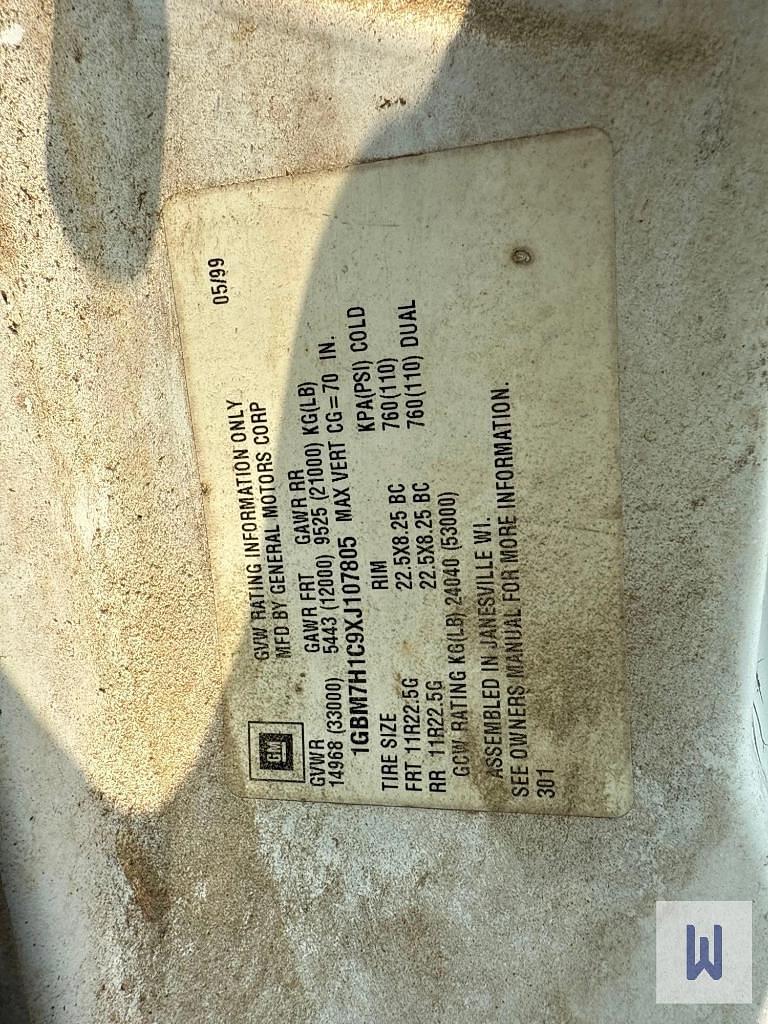 05/99
GVW RATING INFORMATION ONLY
GM MFD BY GENERAL MOTORS CORP
GVWR GAWR FRT GAWR RR
14968 (33000) 5443 (12000) 9525 (21000) KG(LB)
1GBM7H1C9XJ107805 MAX VERT CG = 70 IN.
TIRE SIZE RIM KPA(PSI) COLD
FRT 11R22.5G 22.5X8.25 BC 760(110)
RR 11R22.5G 22.5X8.25 BC 760(110) DUAL
GCW RATING KG(LB) 24040 (53000)
ASSEMBLED IN JANESVILLE WI.
SEE OWNERS MANUAL FOR MORE INFORMATION.
301
W